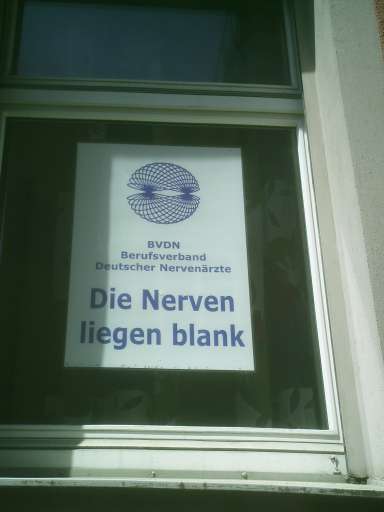 BVDN
Berufsverband
Deutscher Nervenärzte
Die Nerven
liegen blank